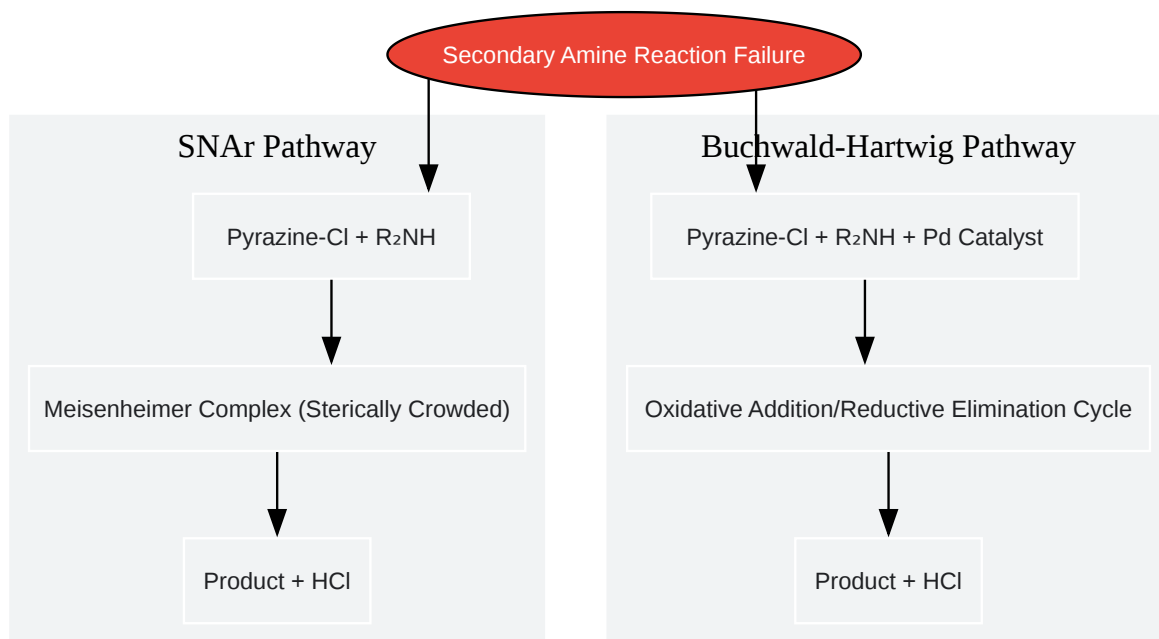 Secondary Amine Reaction Failure
SNAr Pathway
Pyrazine-Cl + R₂NH
Meisenheimer Complex (Sterically Crowded)
Product + HCl
Buchwald-Hartwig Pathway
Pyrazine-Cl + R₂NH + Pd Catalyst
Oxidative Addition/Reductive Elimination Cycle
Product + HCl